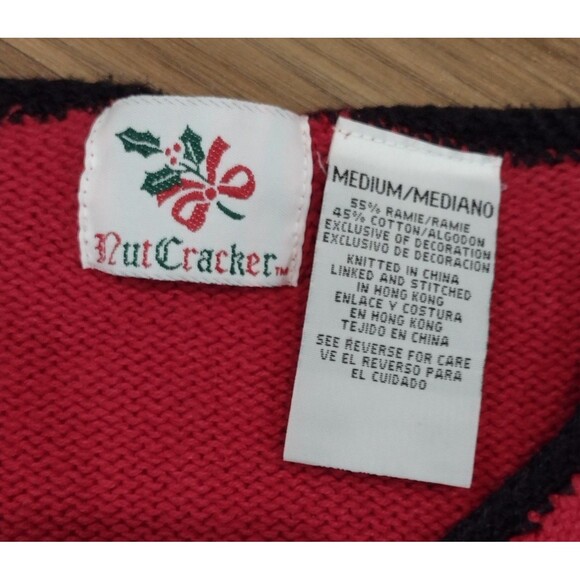 NutCracker™
MEDIUM/MEDIANO
55% RAMIE/RAMIE
45% COTTON/ALGODON
EXCLUSIVE OF DECORATION
EXCLUSIVO DE DECORACION
KNITTED IN CHINA
LINKED AND STITCHED
IN HONG KONG
ENLACE Y COSTURA
EN HONG KONG
TEJIDO EN CHINA
SEE REVERSE FOR CARE
VE EL REVERSO PARA
EL CUIDADO